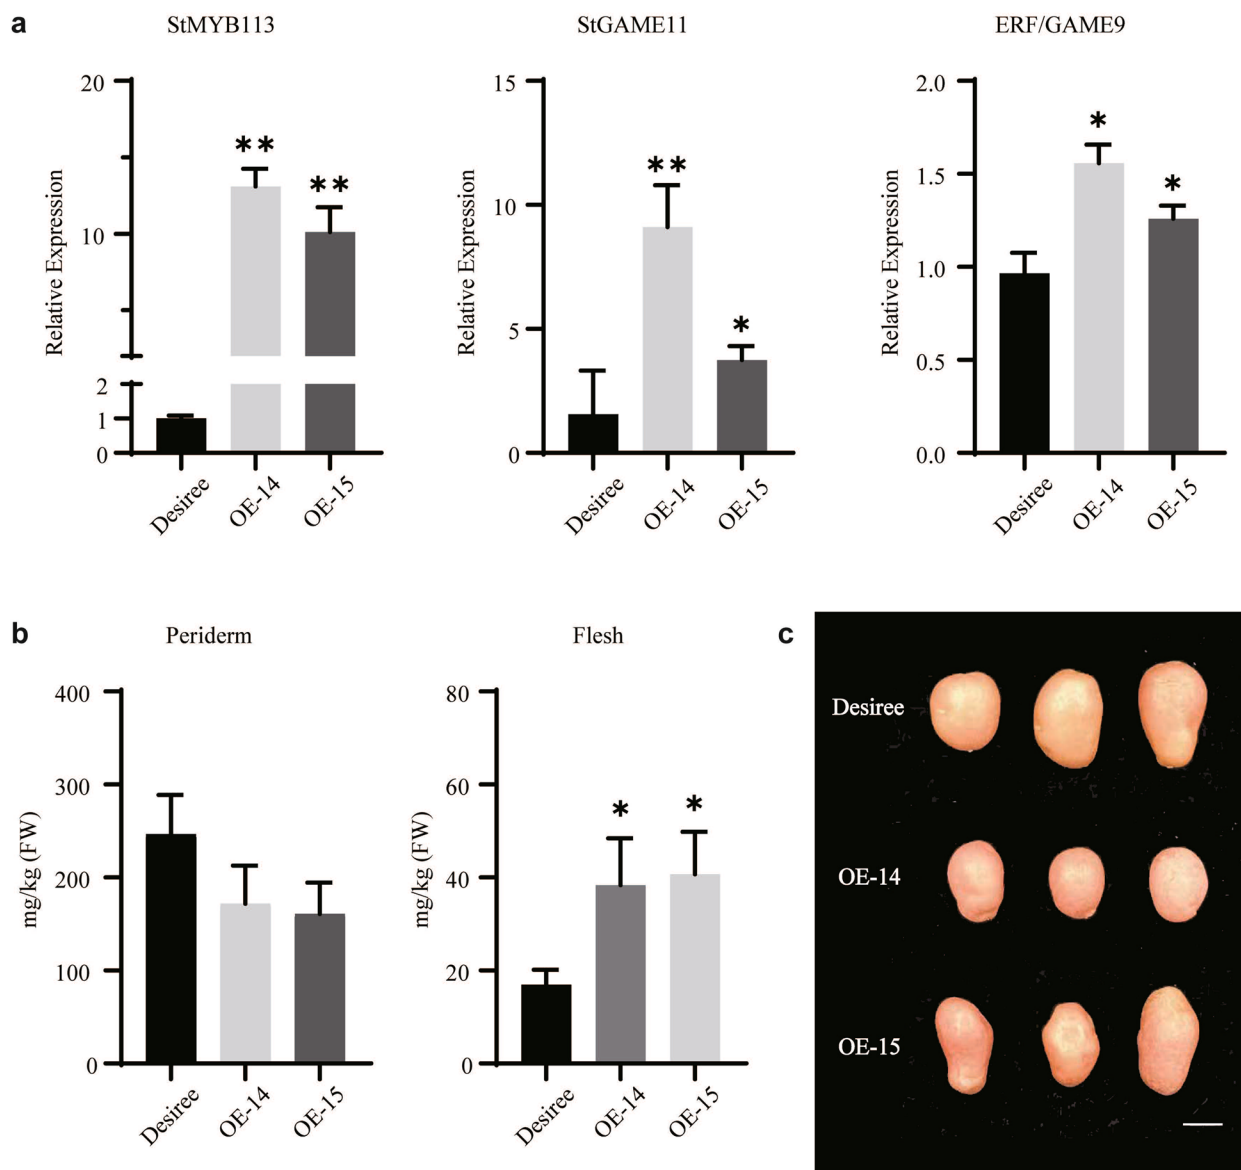 a
StMYB113
StGAME11
ERF/GAME9
Relative Expression
20
10
2
1
0
**
**
Desiree
OE-14
OE-15
Relative Expression
15
10
5
0
**
*
Desiree
OE-14
OE-15
Relative Expression
2.0
1.5
1.0
0.5
0.0
*
*
Desiree
OE-14
OE-15
b
Periderm
Flesh
mg/kg (FW)
400
300
200
100
0
Desiree
OE-14
OE-15
mg/kg (FW)
80
60
40
20
0
*
*
Desiree
OE-14
OE-15
c
Desiree
OE-14
OE-15